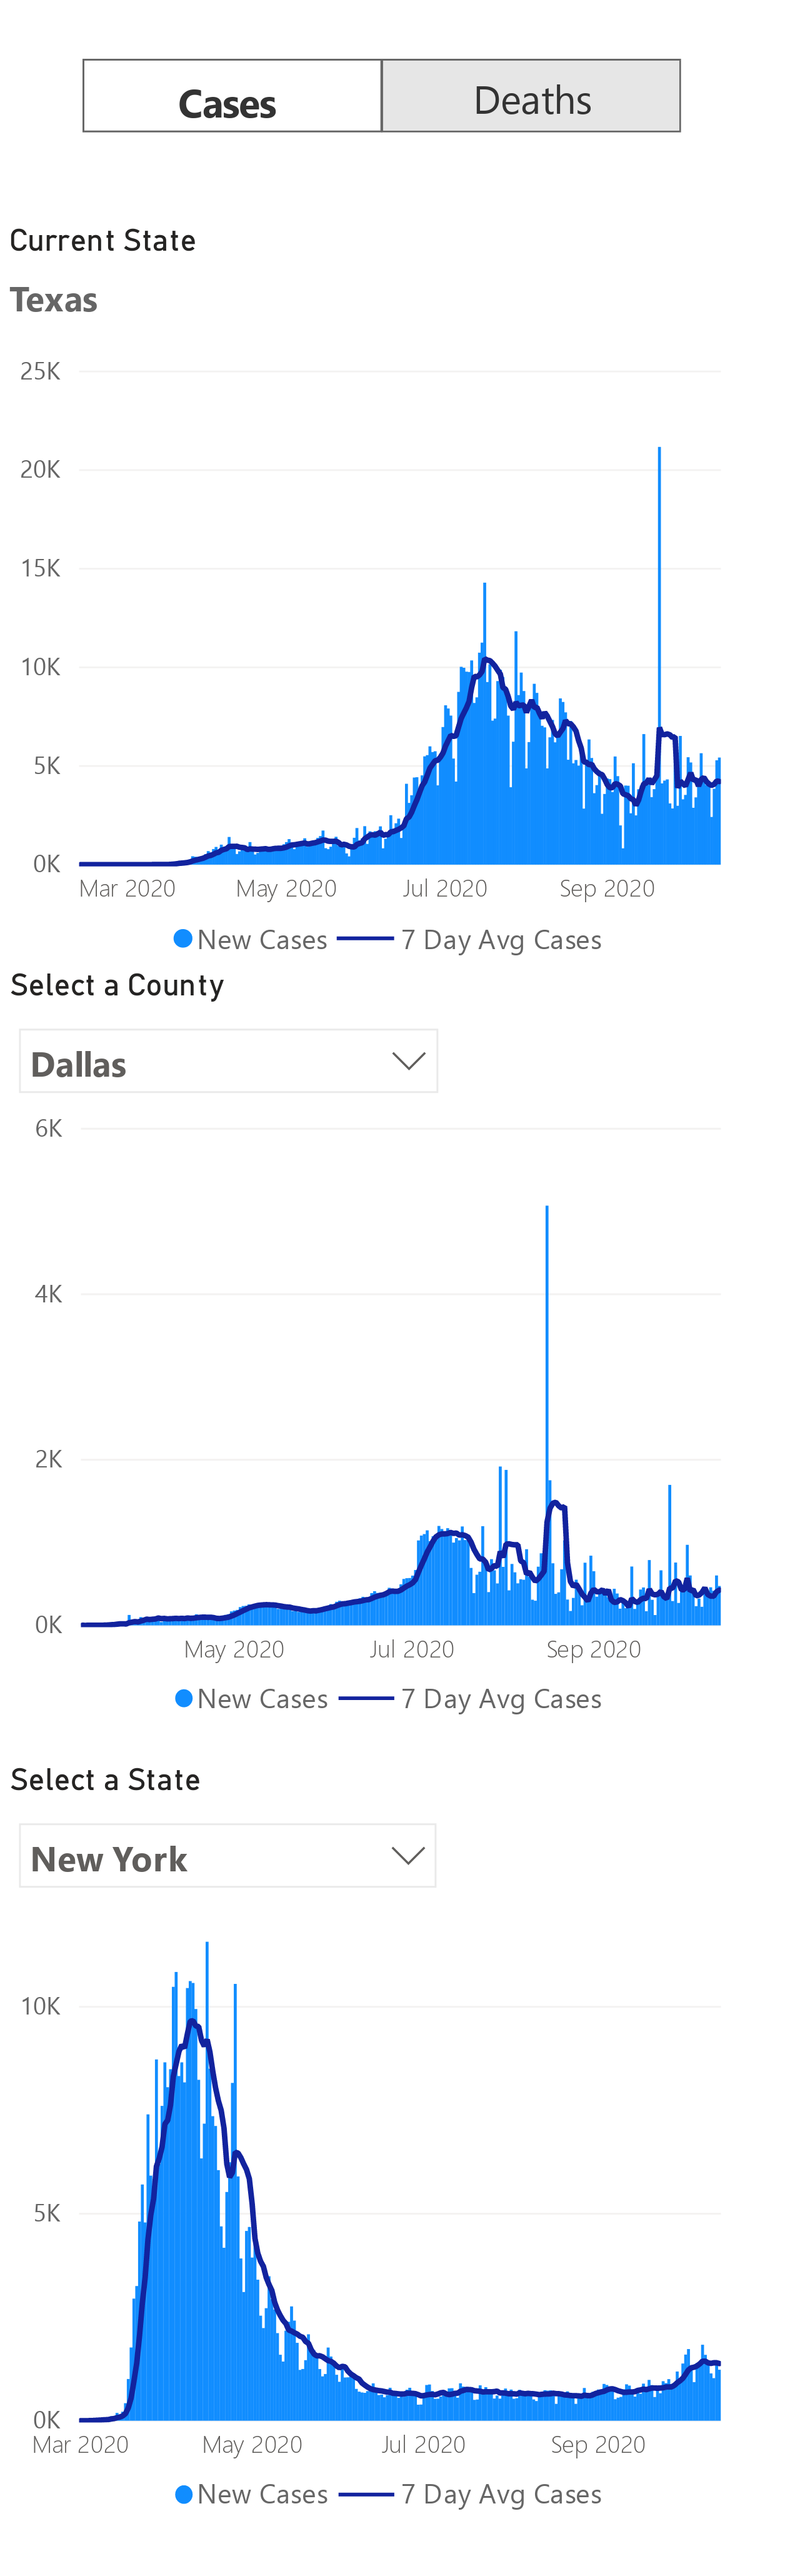 Cases Deaths
Current State
Texas
25K
20K
15K
10K
5K
0K
Mar 2020 May 2020 Jul 2020 Sep 2020
New Cases 7 Day Avg Cases
Select a County
Dallas
6K
4K
2K
0K
May 2020 Jul 2020 Sep 2020
New Cases 7 Day Avg Cases
Select a State
New York
10K
5K
0K
Mar 2020 May 2020 Jul 2020 Sep 2020
New Cases 7 Day Avg Cases